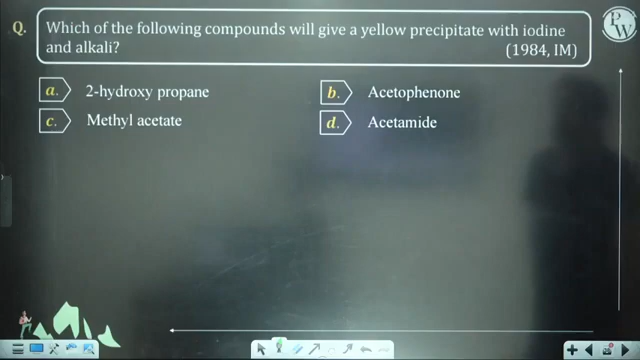 Q. Which of the following compounds will give a yellow precipitate with iodine
and alkali? (1984, IM)
a. 2-hydroxy propane b. Acetophenone
c. Methyl acetate d. Acetamide
PW